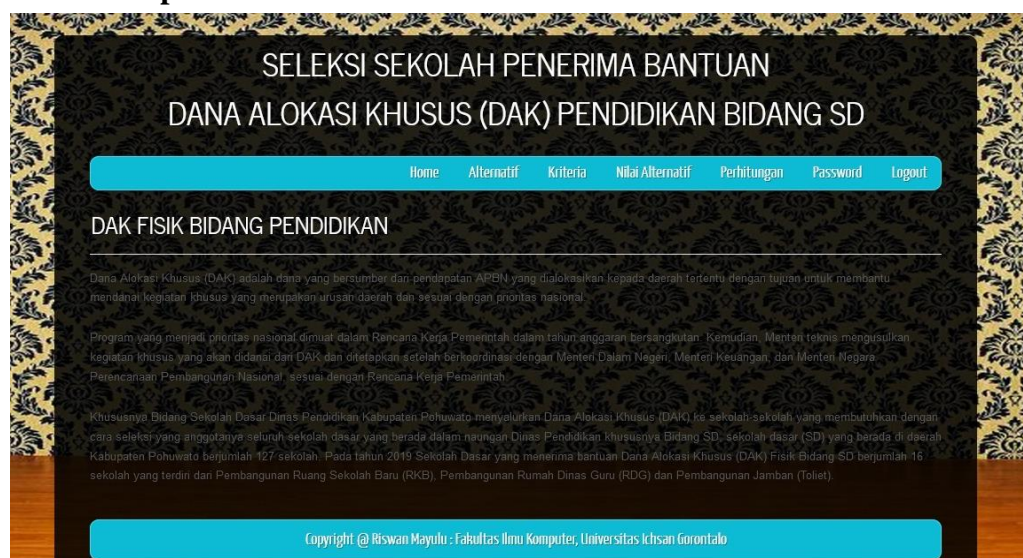 SELEKSI SEKOLAH PENERIMA BANTUAN
DANA ALOKASI KHUSUS (DAK) PENDIDIKAN BIDANG SD
Home Alternatif Kriteria Nilai Alternatif Perhitungan Password Logout
DAK FISIK BIDANG PENDIDIKAN
Dana Alokasi Khusus (DAK) adalah dana yang bersumber dari pendapatan APBN yang dialokasikan kepada daerah tertentu dengan tujuan untuk membantu
mendanai kegiatan khusus yang merupakan urusan daerah dan sesuai dengan prioritas nasional.
Program yang menjadi prioritas nasional dimuat dalam Rencana Kerja Pemerintah dalam tahun anggaran bersangkutan. Kemudian, Menteri teknis mengusulkan
kegiatan khusus yang akan didanai dari DAK dan ditetapkan setelah berkoordinasi dengan Menteri Dalam Negeri, Menteri Keuangan, dan Menteri Negara
Perencanaan Pembangunan Nasional, sesuai dengan Rencana Kerja Pemerintah.
Khususnya Bidang Sekolah Dasar Dinas Pendidikan Kabupaten Pohuwato menyalurkan Dana Alokasi Khusus (DAK) ke sekolah-sekolah yang membutuhkan dengan
cara seleksi yang anggotanya seluruh sekolah dasar yang berada dalam naungan Dinas Pendidikan khususnya Bidang SD, sekolah dasar (SD) yang berada di daerah
Kabupaten Pohuwato berjumlah 127 sekolah. Pada tahun 2019 Sekolah Dasar yang menerima bantuan Dana Alokasi Khusus (DAK) Fisik Bidang SD berjumlah 16
sekolah yang terdiri dari Pembangunan Ruang Sekolah Baru (RKB), Pembangunan Rumah Dinas Guru (RDG) dan Pembangunan Jamban (Toliet).
Copyright @ Riswan Mayulu : Fakultas Ilmu Komputer, Universitas Ichsan Gorontalo